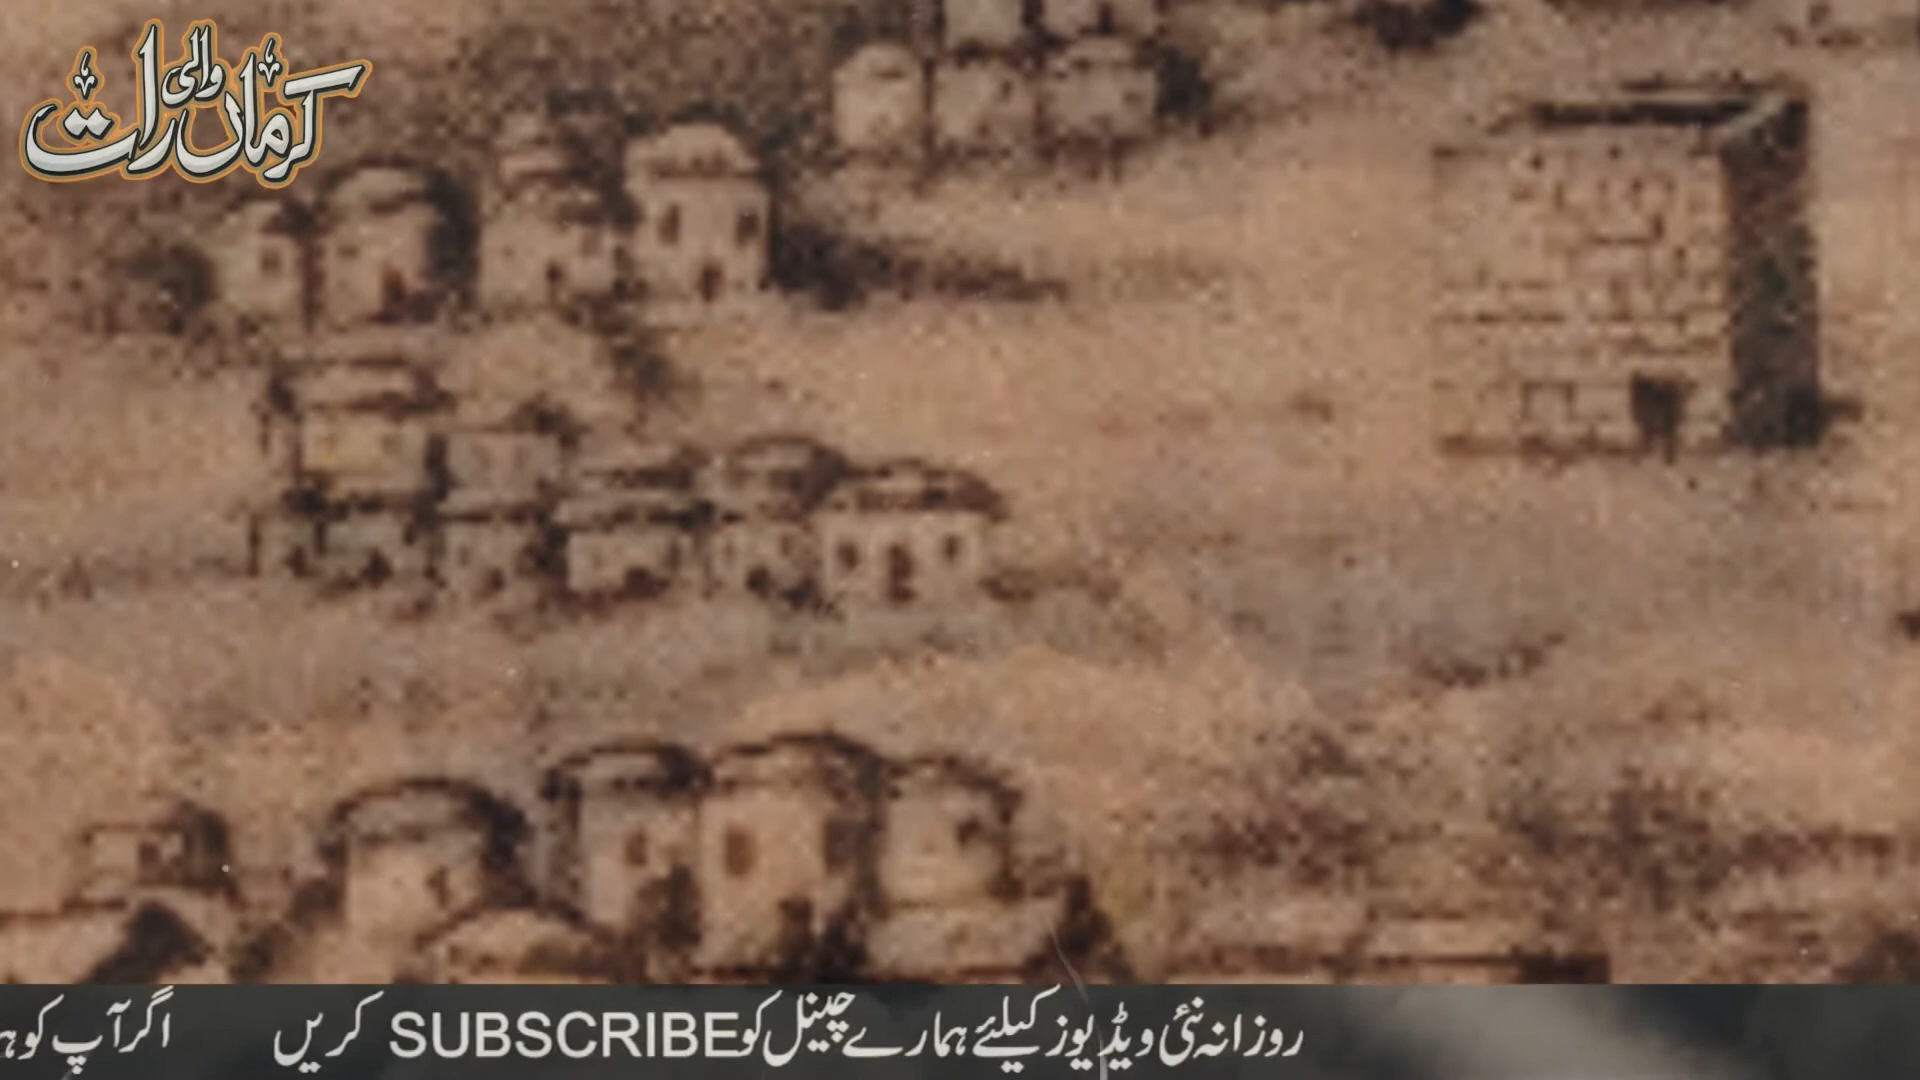 کرماں والی رات
روزانہ نئی ویڈیوز کیلئے ہمارے چینل کو SUBSCRIBE کریں اگر آپ کو